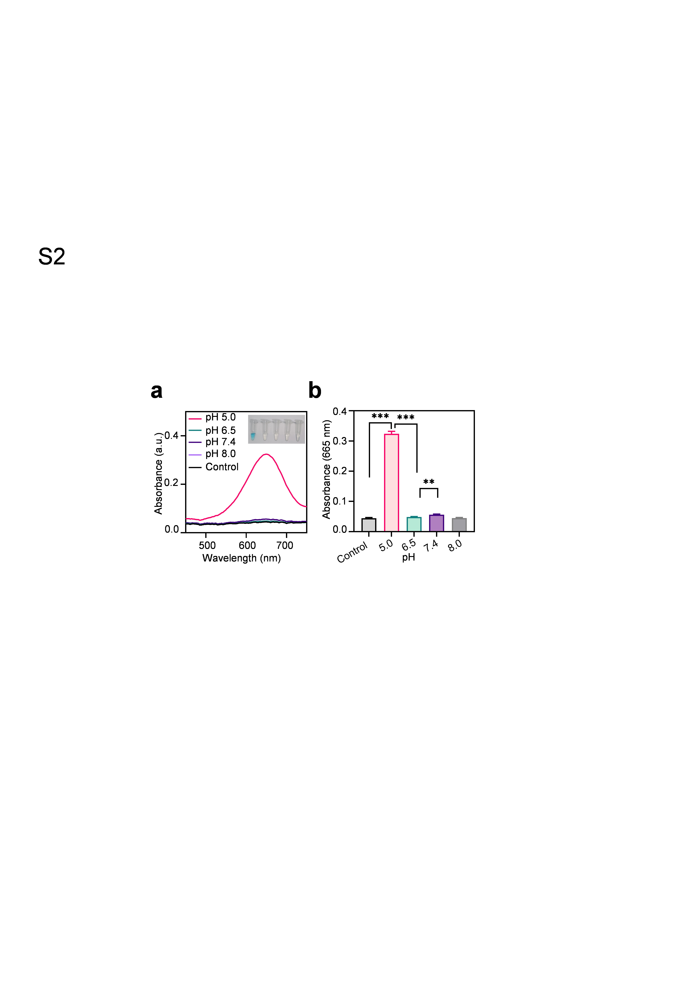 S2
a
pH 5.0
pH 6.5
pH 7.4
pH 8.0
Control
Absorbance (a.u.)
0.4
0.2
0.0
500 600 700
Wavelength (nm)
b
*** ***
**
Absorbance (665 nm)
0.4
0.3
0.2
0.1
0.0
Control 5.0 6.5 7.4 8.0
pH